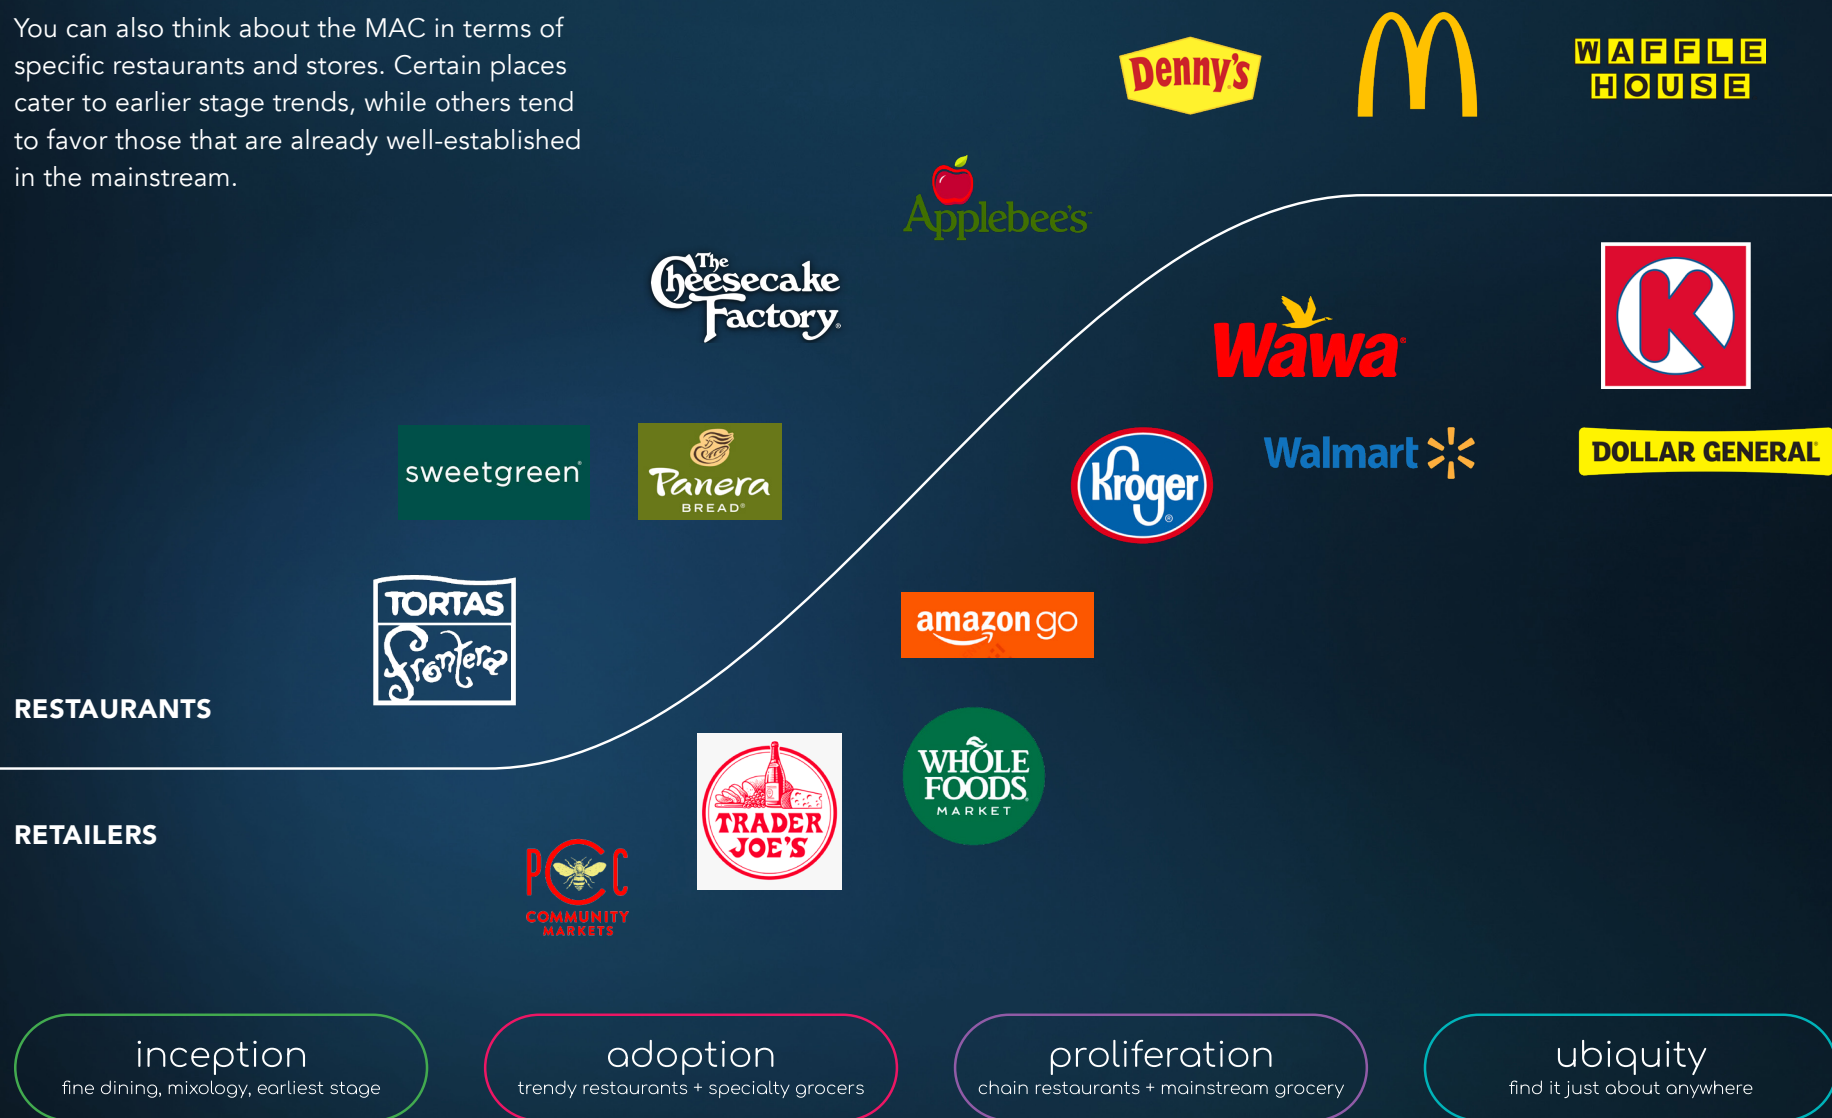 You can also think about the MAC in terms of
specific restaurants and stores. Certain places
cater to earlier stage trends, while others tend
to favor those that are already well-established
in the mainstream.
Denny's
WAFFLE
HOUSE
Applebee's
The
Cheesecake
Factory®
Wawa®
K
sweetgreen®
Panera
BREAD®
Kroger®
Walmart
DOLLAR GENERAL®
TORTAS
frontera
amazon go
RESTAURANTS
WHOLE
FOODS
MARKET
TRADER
JOE'S
RETAILERS
PCC
COMMUNITY
MARKETS
inception
fine dining, mixology, earliest stage
adoption
trendy restaurants + specialty grocers
proliferation
chain restaurants + mainstream grocery
ubiquity
find it just about anywhere